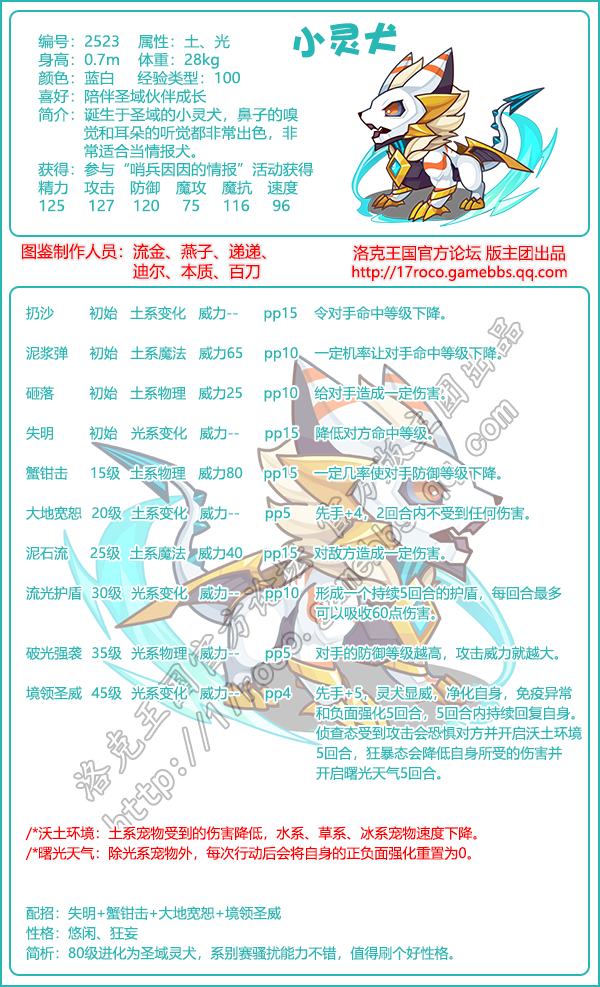 小灵犬
编号：2523 属性：土、光
身高：0.7m 体重：28kg
颜色：蓝白 经验类型：100
喜好：陪伴圣域伙伴成长
简介：诞生于圣域的小灵犬，鼻子的嗅
觉和耳朵的听觉都非常出色，非
常适合当情报犬。
获得：参与“哨兵因因的情报”活动获得
精力 攻击 防御 魔攻 魔抗 速度
125 127 120 75 116 96
图鉴制作人员：流金、燕子、递递、
迪尔、本质、百刀
洛克王国官方论坛 版主团出品
http://17roco.gamebbs.qq.com
扔沙 初始 土系变化 威力-- pp15 令对手命中等级下降。
泥浆弹 初始 土系魔法 威力65 pp10 一定机率让对手命中等级下降。
砸落 初始 土系物理 威力25 pp10 给对手造成一定伤害。
失明 初始 光系变化 威力-- pp15 降低对方命中等级。
蟹钳击 15级 土系物理 威力80 pp15 一定几率使对手防御等级下降。
大地宽恕 20级 土系变化 威力-- pp5 先手+4，2回合内不受到任何伤害。
泥石流 25级 土系魔法 威力40 pp15 对敌方造成一定伤害。
流光护盾 30级 光系变化 威力-- pp10 形成一个持续5回合的护盾，每回合最多
可以吸收60点伤害。
破光强袭 35级 光系物理 威力-- pp5 对手的防御等级越高，攻击威力就越大。
境领圣威 45级 光系变化 威力-- pp4 先手+5，灵犬显威，净化自身，免疫异常
和负面强化5回合，5回合内持续回复自身。
侦查态受到攻击会恐惧对方并开启沃土环境
5回合，狂暴态会降低自身所受的伤害并
开启曙光天气5回合。
/*沃土环境：土系宠物受到的伤害降低，水系、草系、冰系宠物速度下降。
/*曙光天气：除光系宠物外，每次行动后会将自身的正负面强化重置为0。
配招：失明+蟹钳击+大地宽恕+境领圣威
性格：悠闲、狂妄
简析：80级进化为圣域灵犬，系别赛骚扰能力不错，值得刷个好性格。
洛克王国官方论坛版主团出品
http://17roco.gamebbs.qq.com